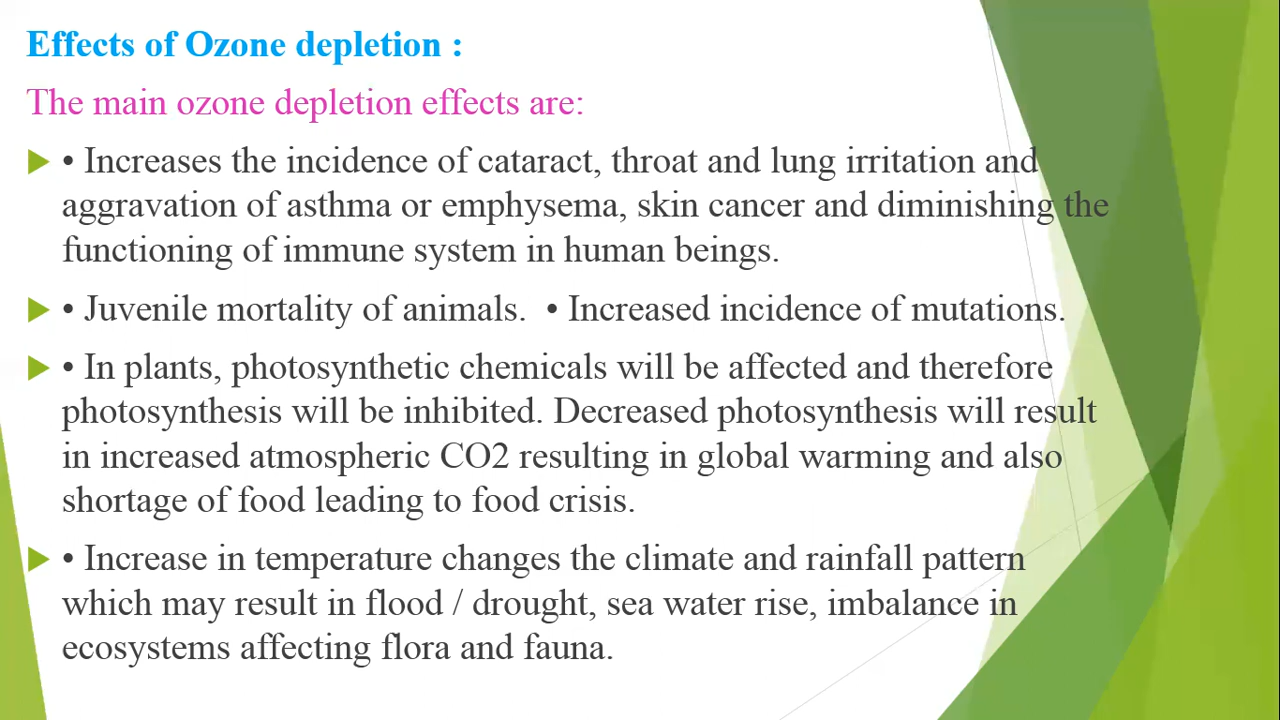 Effects of Ozone depletion :
The main ozone depletion effects are:
• Increases the incidence of cataract, throat and lung irritation and
aggravation of asthma or emphysema, skin cancer and diminishing the
functioning of immune system in human beings.
• Juvenile mortality of animals.  • Increased incidence of mutations.
• In plants, photosynthetic chemicals will be affected and therefore
photosynthesis will be inhibited. Decreased photosynthesis will result
in increased atmospheric CO2 resulting in global warming and also
shortage of food leading to food crisis.
• Increase in temperature changes the climate and rainfall pattern
which may result in flood / drought, sea water rise, imbalance in
ecosystems affecting flora and fauna.